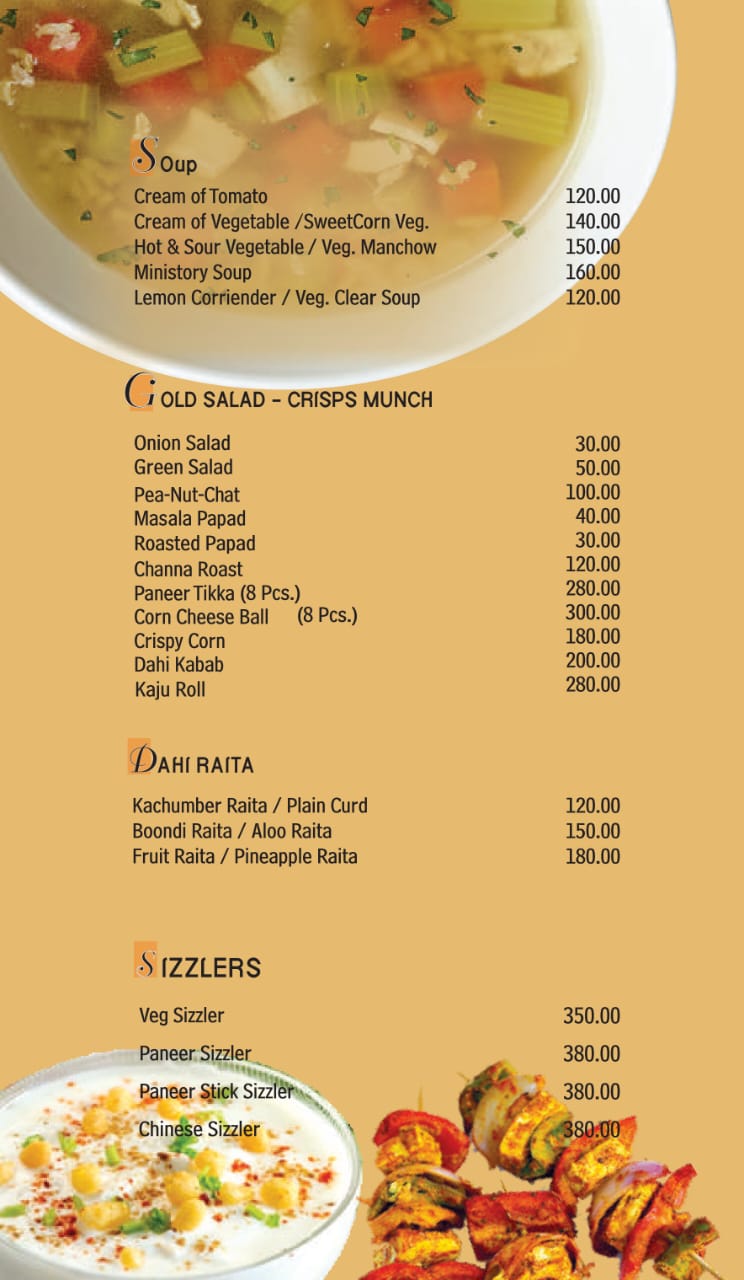 Soup
Cream of Tomato 120.00
Cream of Vegetable /SweetCorn Veg. 140.00
Hot & Sour Vegetable / Veg. Manchow 150.00
Ministory Soup 160.00
Lemon Corriender / Veg. Clear Soup 120.00
GOLD SALAD - CRISPS MUNCH
Onion Salad 30.00
Green Salad 50.00
Pea-Nut-Chat 100.00
Masala Papad 40.00
Roasted Papad 30.00
Channa Roast 120.00
Paneer Tikka (8 Pcs.) 280.00
Corn Cheese Ball (8 Pcs.) 300.00
Crispy Corn 180.00
Dahi Kabab 200.00
Kaju Roll 280.00
DAHI RAITA
Kachumber Raita / Plain Curd 120.00
Boondi Raita / Aloo Raita 150.00
Fruit Raita / Pineapple Raita 180.00
SIZZLERS
Veg Sizzler 350.00
Paneer Sizzler 380.00
Paneer Stick Sizzler 380.00
Chinese Sizzler 380.00